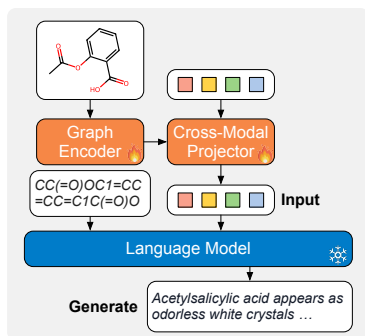 O
O
O
HO
Graph
Encoder
Cross-Modal
Projector
CC(=O)OC1=CC
=CC=C1C(=O)O
Input
Language Model
Generate
Acetylsalicylic acid appears as
odorless white crystals …